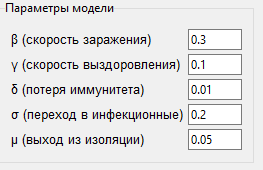 Параметры модели
β (скорость заражения) 0.3
γ (скорость выздоровления) 0.1
δ (потеря иммунитета) 0.01
σ (переход в инфекционные) 0.2
μ (выход из изоляции) 0.05